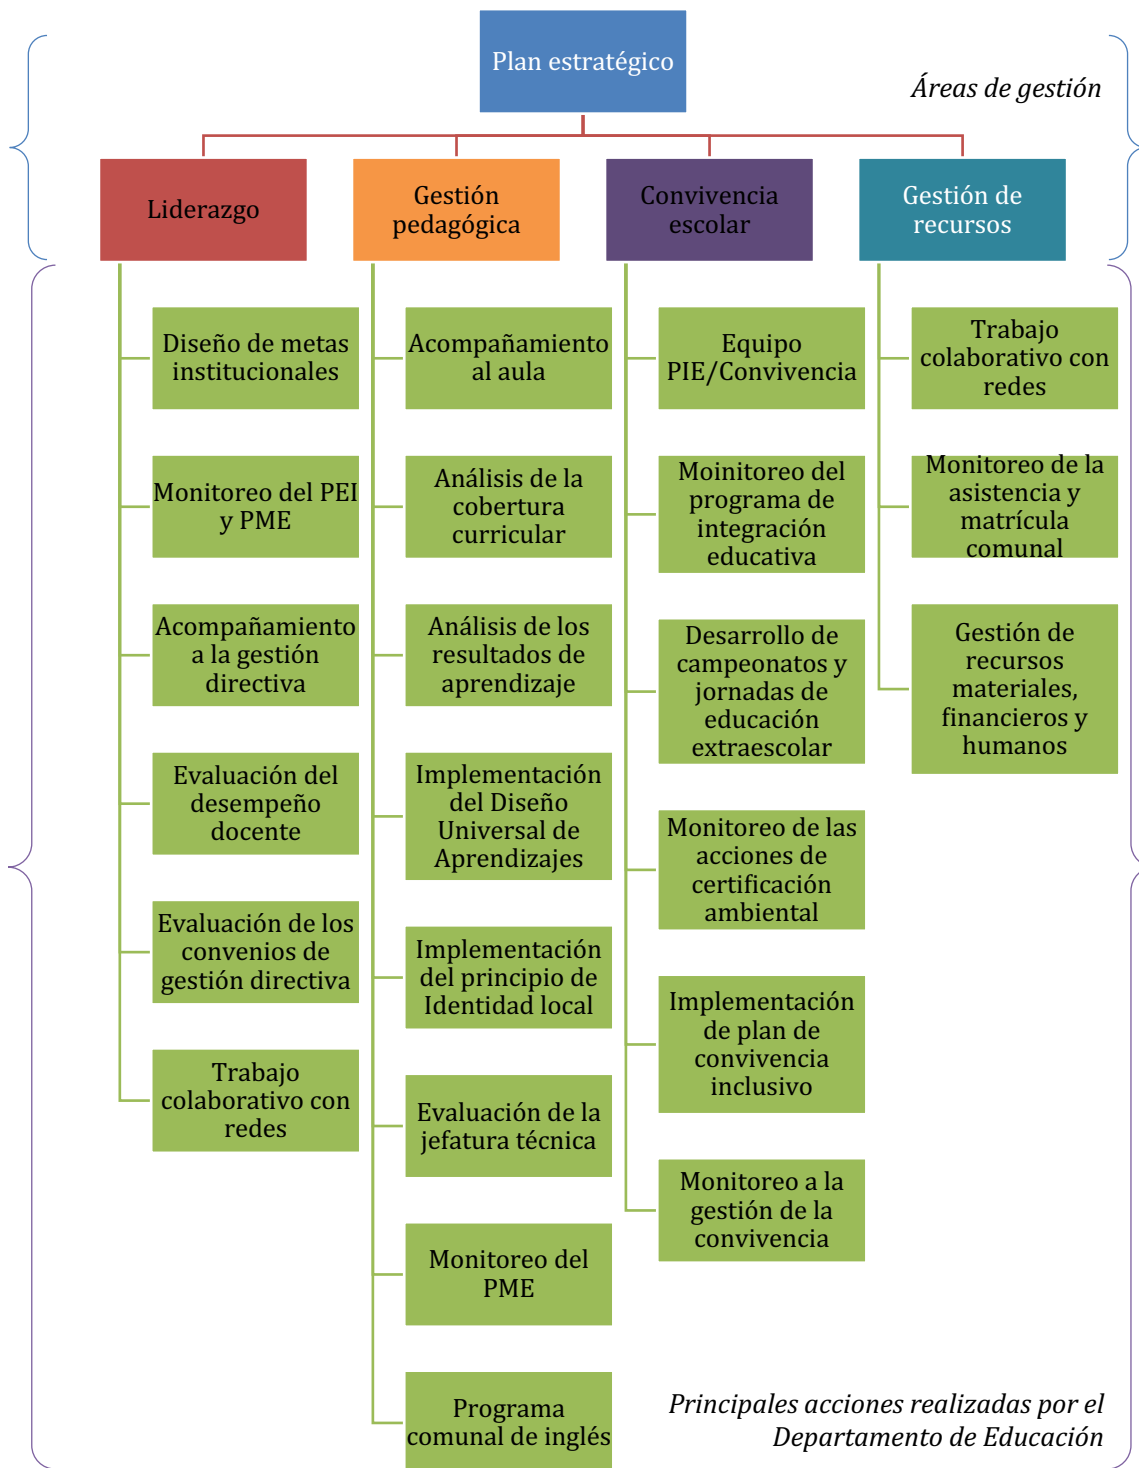 Plan estratégico
Áreas de gestión
Liderazgo
Gestión
pedagógica
Convivencia
escolar
Gestión de
recursos
Diseño de metas
institucionales
Monitoreo del PEI
y PME
Acompañamiento
a la gestión
directiva
Evaluación del
desempeño
docente
Evaluación de los
convenios de
gestión directiva
Trabajo
colaborativo con
redes
Acompañamiento
al aula
Análisis de la
cobertura
curricular
Análisis de los
resultados de
aprendizaje
Implementación
del Diseño
Universal de
Aprendizajes
Implementación
del principio de
Identidad local
Evaluación de la
jefatura técnica
Monitoreo del
PME
Programa
comunal de inglés
Equipo
PIE/Convivencia
Moinitoreo del
programa de
integración
educativa
Desarrollo de
campeonatos y
jornadas de
educación
extraescolar
Monitoreo de las
acciones de
certificación
ambiental
Implementación
de plan de
convivencia
inclusivo
Monitoreo a la
gestión de la
convivencia
Trabajo
colaborativo con
redes
Monitoreo de la
asistencia y
matrícula
comunal
Gestión de
recursos
materiales,
financieros y
humanos
Principales acciones realizadas por el
Departamento de Educación